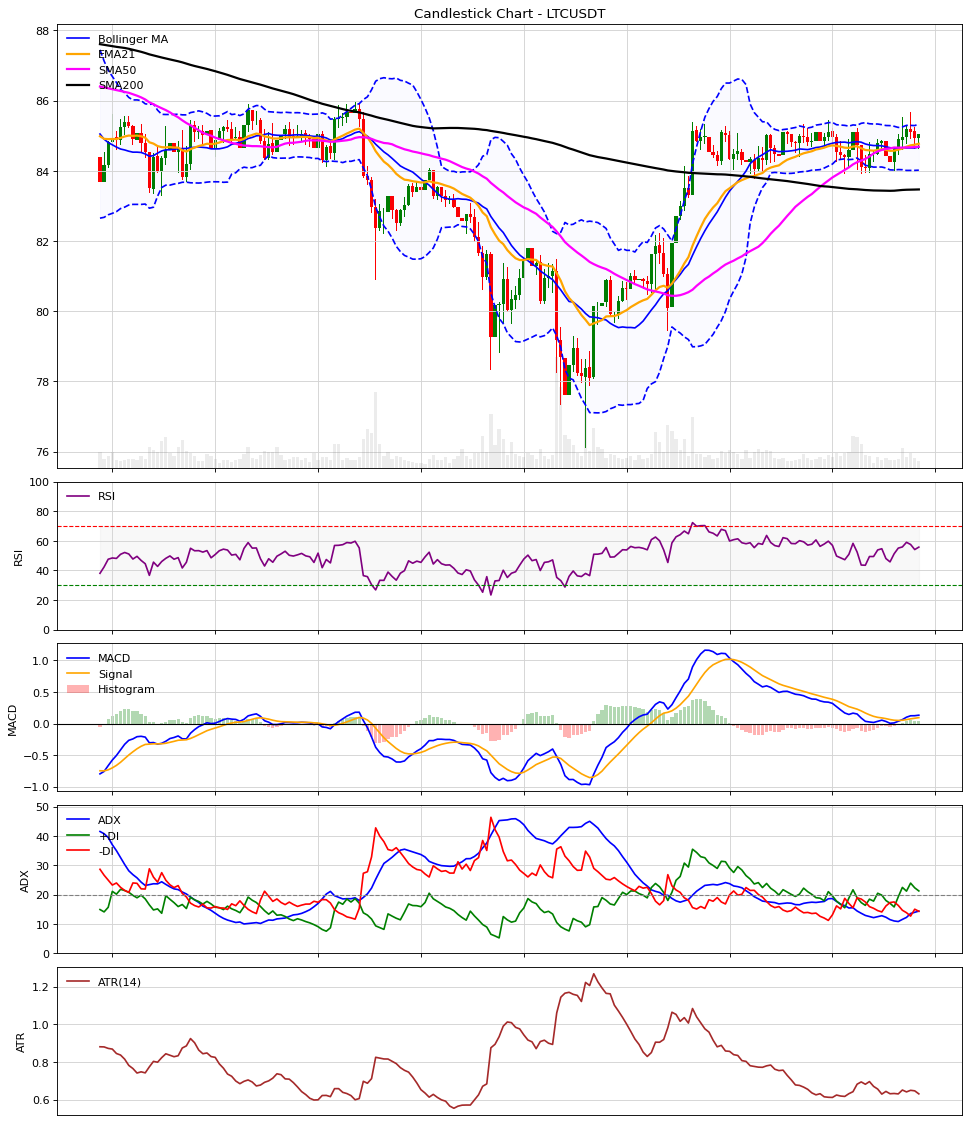 Candlestick Chart - LTCUSDT
88
86
84
82
80
78
76
Bollinger MA
EMA21
SMA50
SMA200
100
80
60
40
20
0
RSI
RSI
1.0
0.5
0.0
−0.5
−1.0
MACD
MACD
Signal
Histogram
50
40
30
20
10
0
ADX
ADX
+DI
-DI
1.2
1.0
0.8
0.6
ATR
ATR(14)